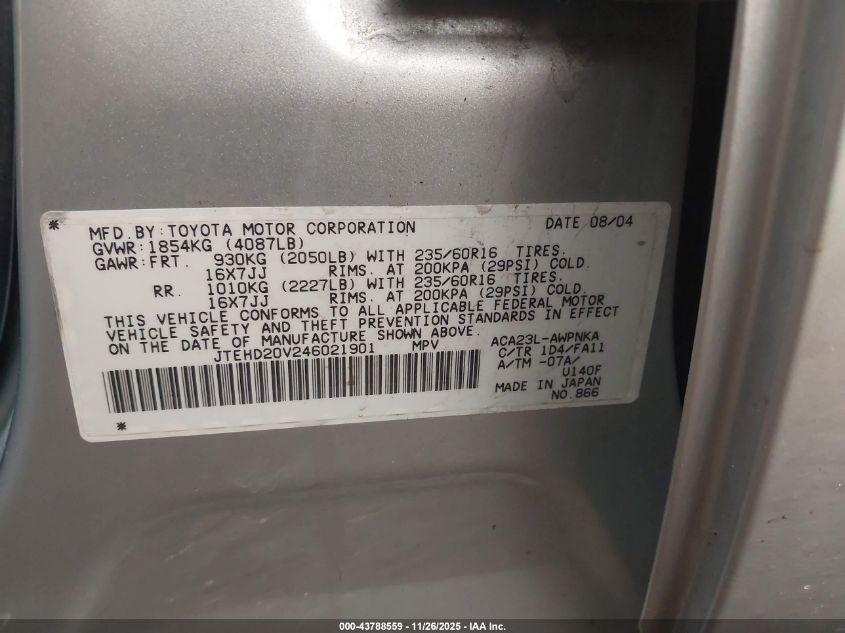 * MFD.BY:TOYOTA MOTOR CORPORATION DATE 08/04
GVWR:1854KG (4087LB)
GAWR:FRT. 930KG (2050LB) WITH 235/60R16 TIRES.
16X7JJ RIMS. AT 200KPA (29PSI) COLD.
RR. 1010KG (2227LB) WITH 235/60R16 TIRES.
16X7JJ RIMS. AT 200KPA (29PSI) COLD.
THIS VEHICLE CONFORMS TO ALL APPLICABLE FEDERAL MOTOR
VEHICLE SAFETY AND THEFT PREVENTION STANDARDS IN EFFECT
ON THE DATE OF MANUFACTURE SHOWN ABOVE.
JTEHD20V246021901 MPV
ACA23L-AWPNKA
C/TR 1D4/FA11
A/TM -07A/
U140F
MADE IN JAPAN
NO.866
*
000-43788559 - 11/26/2025 - IAA Inc.